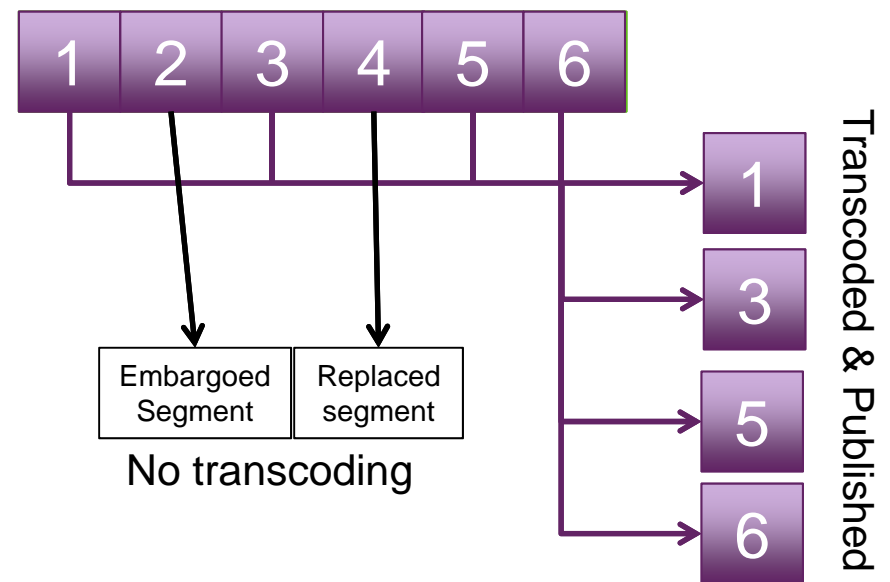 1 2 3 4 5 6
1
3
5
6
Transcoded & Published
Embargoed
Segment
Replaced
segment
No transcoding